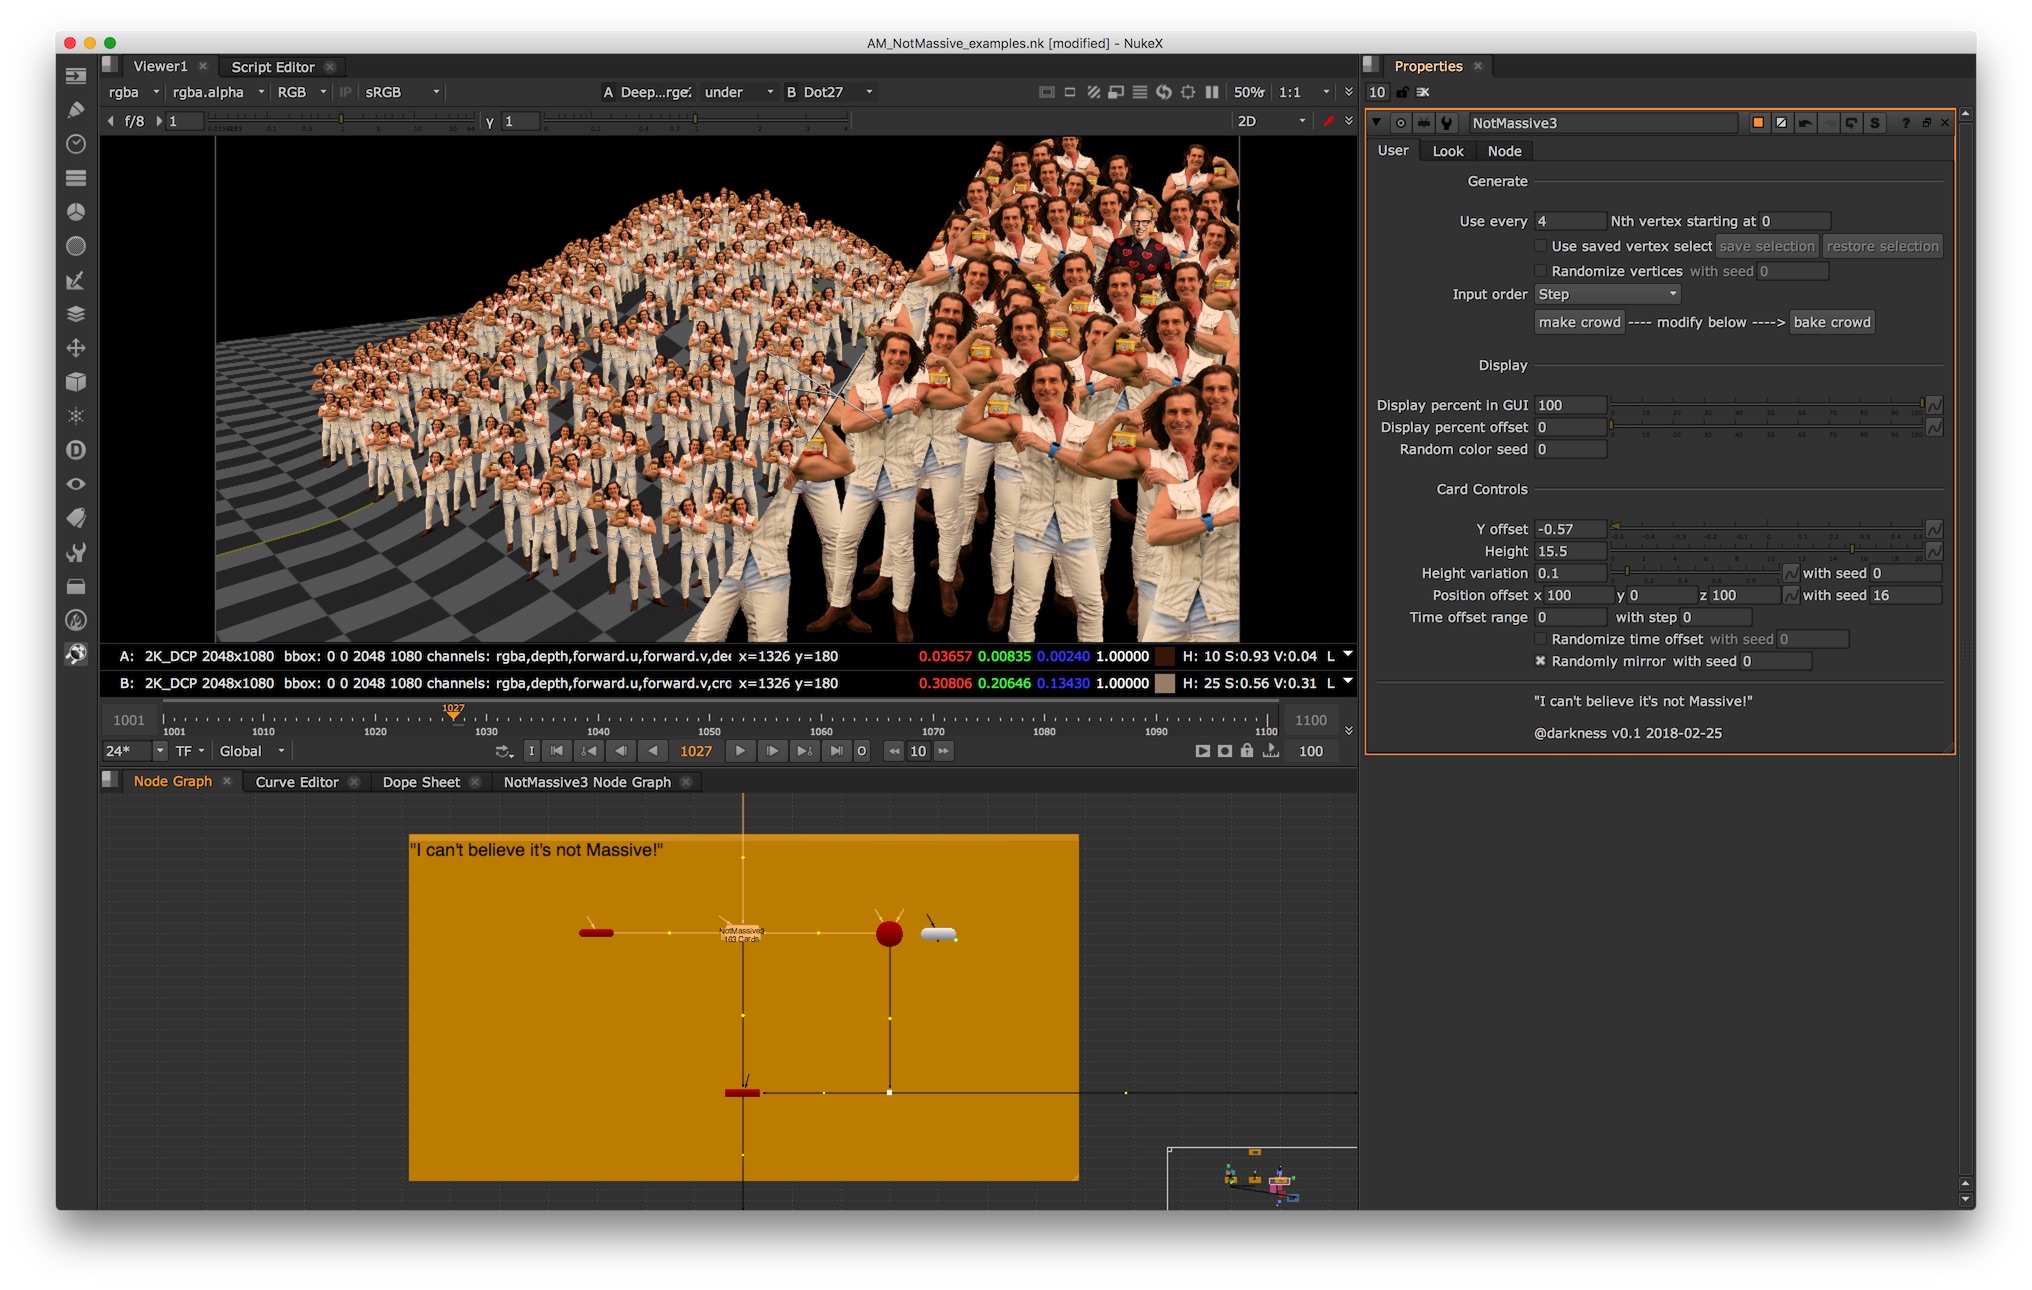 AM_NotMassive_examples.nk [modified] - NukeX
Viewer1 Script Editor
rgba rgba.alpha RGB IP sRGB A Deep...rge under B Dot27 50% 1:1
f/8 1 γ 1 2D
A: 2K_DCP 2048x1080 bbox: 0 0 2048 1080 channels: rgba,depth,forward.u,forward.v,dee x=1326 y=180 0.03657 0.00835 0.00240 1.00000 H: 10 S:0.93 V:0.04 L
B: 2K_DCP 2048x1080 bbox: 0 0 2048 1080 channels: rgba,depth,forward.u,forward.v,cro x=1326 y=180 0.30806 0.20646 0.13430 1.00000 H: 25 S:0.56 V:0.31 L
1027
1001 1100
1001 1010 1020 1030 1040 1050 1060 1070 1080 1090 1100
24* TF Global I 1027 O 10 100
Node Graph Curve Editor Dope Sheet NotMassive3 Node Graph
"I can't believe it's not Massive!"
NotMassive3
163 Cards
Properties
10
NotMassive3 S ?
User Look Node
Generate
Use every 4 Nth vertex starting at 0
Use saved vertex select save selection restore selection
Randomize vertices with seed 0
Input order Step
make crowd ---- modify below ----> bake crowd
Display
Display percent in GUI 100
Display percent offset 0
Random color seed 0
Card Controls
Y offset -0.57
Height 15.5
Height variation 0.1 with seed 0
Position offset x 100 y 0 z 100 with seed 16
Time offset range 0 with step 0
Randomize time offset with seed 0
Randomly mirror with seed 0
"I can't believe it's not Massive!"
@darkness v0.1 2018-02-25